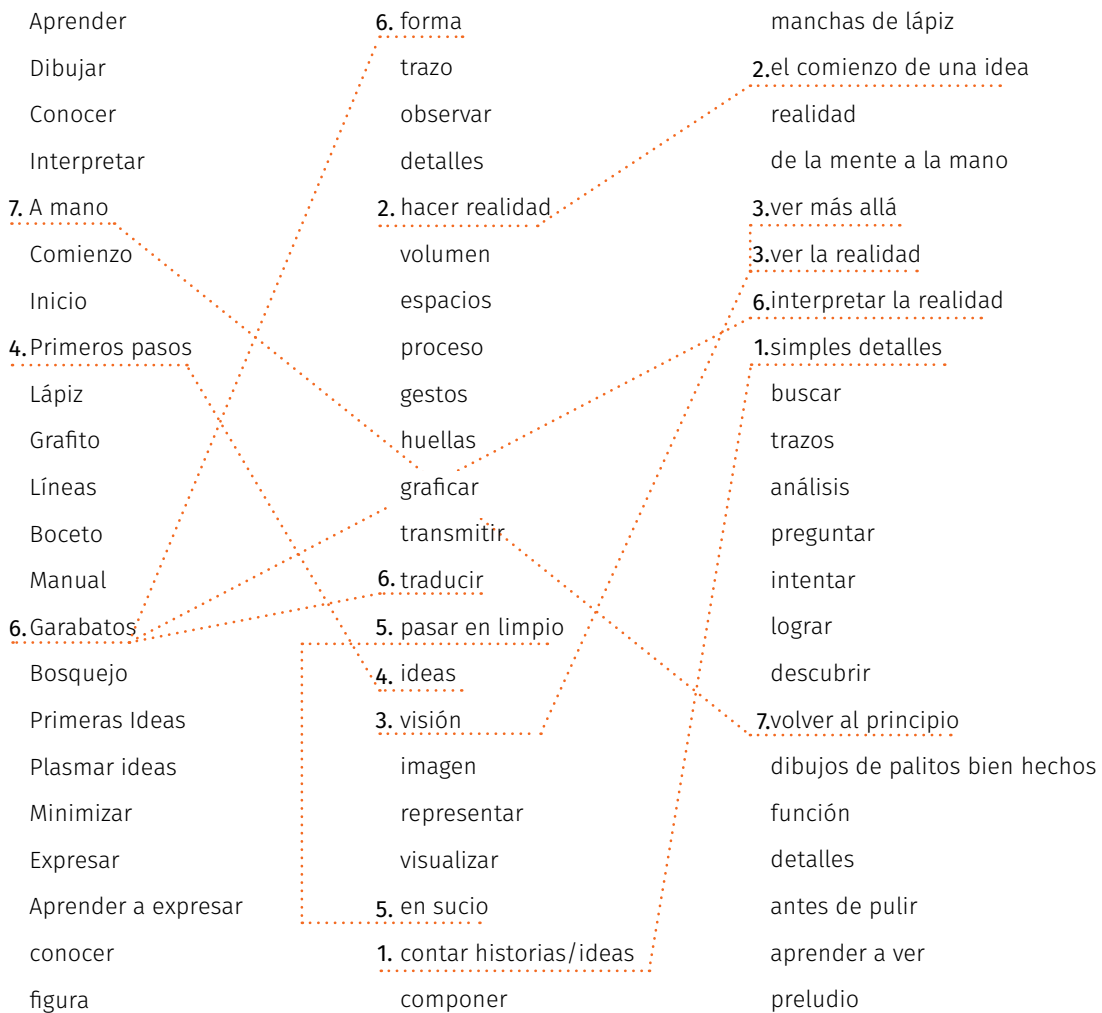 Aprender
Dibujar
Conocer
Interpretar
7. A mano
Comienzo
Inicio
4. Primeros pasos
Lápiz
Grafito
Líneas
Boceto
Manual
6. Garabatos
Bosquejo
Primeras Ideas
Plasmar ideas
Minimizar
Expresar
Aprender a expresar
conocer
figura
6. forma
trazo
observar
detalles
2. hacer realidad
volumen
espacios
proceso
gestos
huellas
graficar
transmitir
6. traducir
5. pasar en limpio
4. ideas
3. visión
imagen
representar
visualizar
5. en sucio
1. contar historias/ideas
componer
manchas de lápiz
2.el comienzo de una idea
realidad
de la mente a la mano
3.ver más allá
3.ver la realidad
6.interpretar la realidad
1.simples detalles
buscar
trazos
análisis
preguntar
intentar
lograr
descubrir
7.volver al principio
dibujos de palitos bien hechos
función
detalles
antes de pulir
aprender a ver
preludio